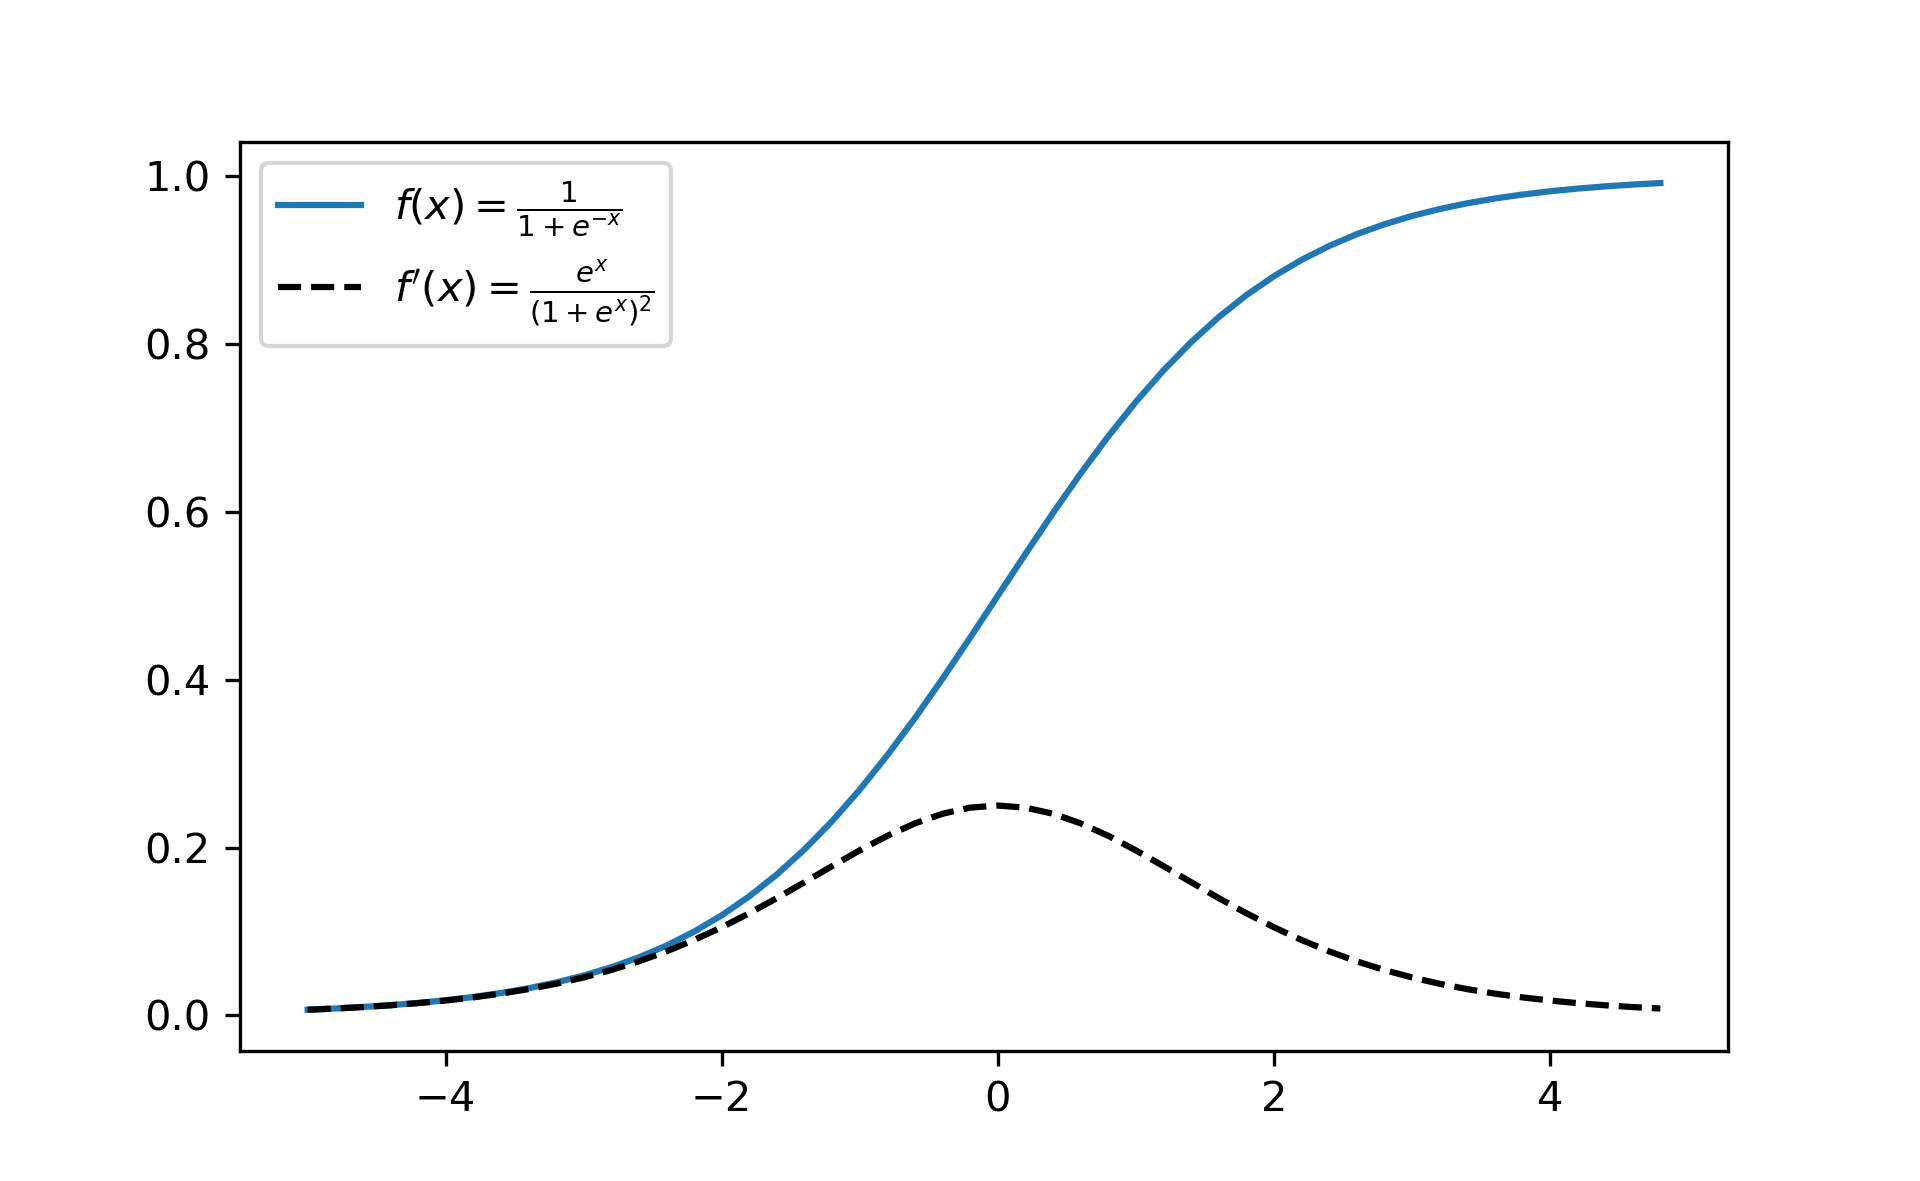 1.0
0.8
0.6
0.4
0.2
0.0
f(x) = 1/(1 + e^{−x})
f′(x) = e^x/(1 + e^x)^2
−4 −2 0 2 4